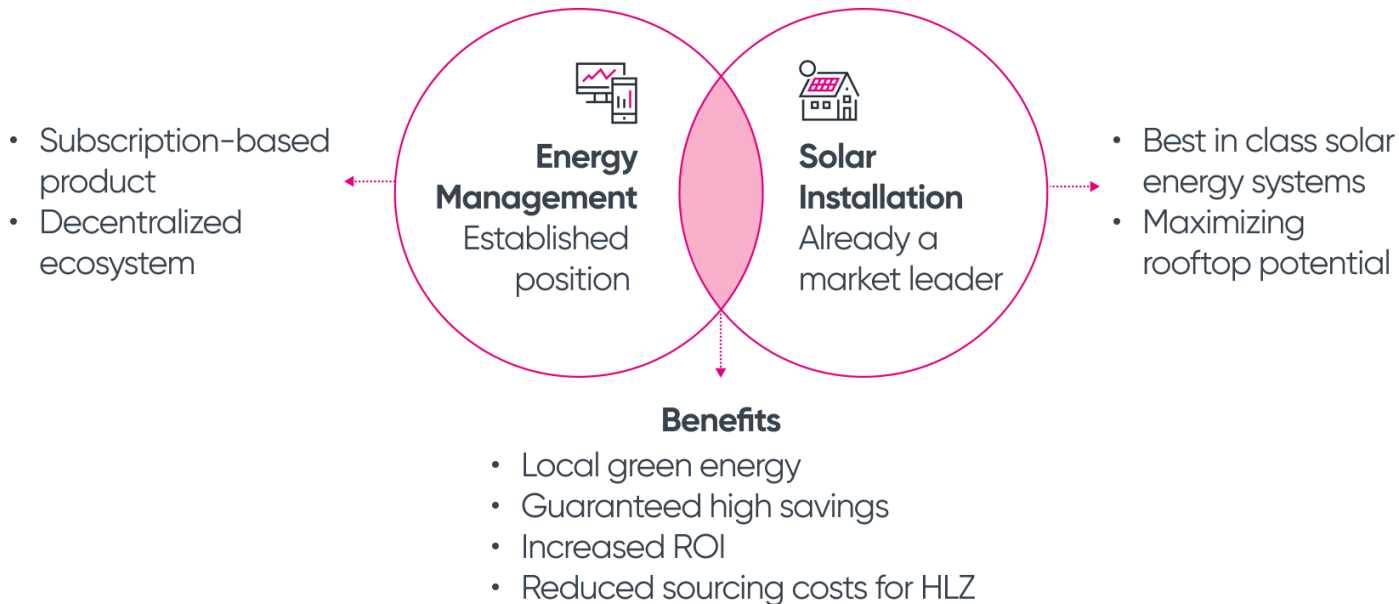 • Subscription-based
product
• Decentralized
ecosystem
Energy
Management
Established
position
Solar
Installation
Already a
market leader
• Best in class solar
energy systems
• Maximizing
rooftop potential
Benefits
• Local green energy
• Guaranteed high savings
• Increased ROI
• Reduced sourcing costs for HLZ